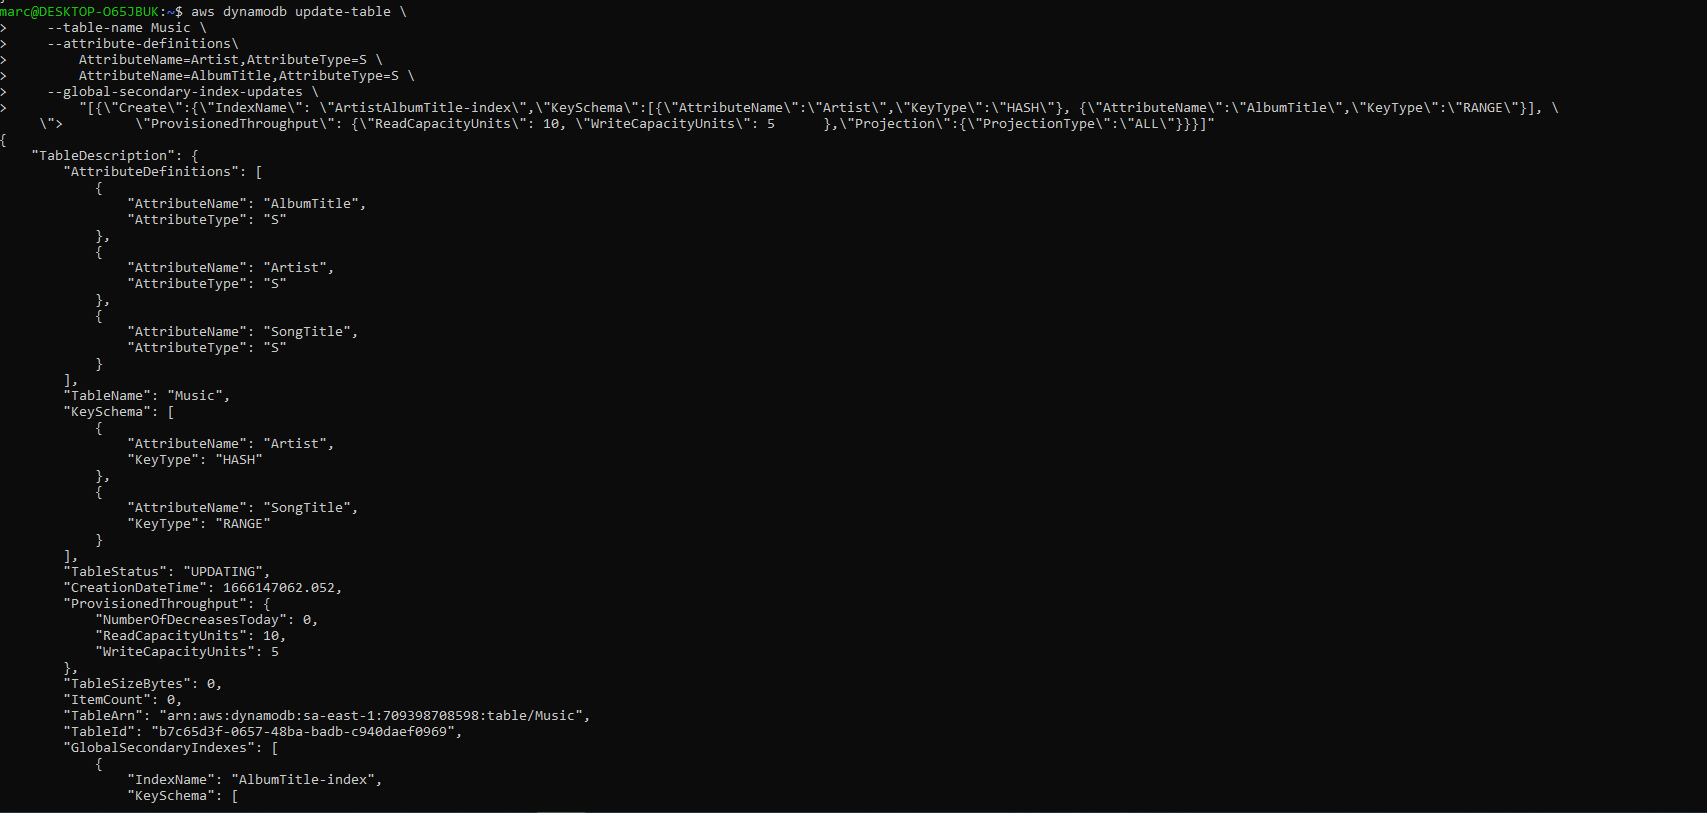 marc@DESKTOP-O65JBUK:~$ aws dynamodb update-table \
>     --table-name Music \
>     --attribute-definitions\
>         AttributeName=Artist,AttributeType=S \
>         AttributeName=AlbumTitle,AttributeType=S \
>     --global-secondary-index-updates \
>         "[{\"Create\":{\"IndexName\": \"ArtistAlbumTitle-index\",\"KeySchema\":[{\"AttributeName\":\"Artist\",\"KeyType\":\"HASH\"}, {\"AttributeName\":\"AlbumTitle\",\"KeyType\":\"RANGE\"}], \
     \">         \"ProvisionedThroughput\": {\"ReadCapacityUnits\": 10, \"WriteCapacityUnits\": 5      },\"Projection\":{\"ProjectionType\":\"ALL\"}}}]"
{
    "TableDescription": {
        "AttributeDefinitions": [
            {
                "AttributeName": "AlbumTitle",
                "AttributeType": "S"
            },
            {
                "AttributeName": "Artist",
                "AttributeType": "S"
            },
            {
                "AttributeName": "SongTitle",
                "AttributeType": "S"
            }
        ],
        "TableName": "Music",
        "KeySchema": [
            {
                "AttributeName": "Artist",
                "KeyType": "HASH"
            },
            {
                "AttributeName": "SongTitle",
                "KeyType": "RANGE"
            }
        ],
        "TableStatus": "UPDATING",
        "CreationDateTime": 1666147062.052,
        "ProvisionedThroughput": {
            "NumberOfDecreasesToday": 0,
            "ReadCapacityUnits": 10,
            "WriteCapacityUnits": 5
        },
        "TableSizeBytes": 0,
        "ItemCount": 0,
        "TableArn": "arn:aws:dynamodb:sa-east-1:709398708598:table/Music",
        "TableId": "b7c65d3f-0657-48ba-badb-c940daef0969",
        "GlobalSecondaryIndexes": [
            {
                "IndexName": "AlbumTitle-index",
                "KeySchema": [